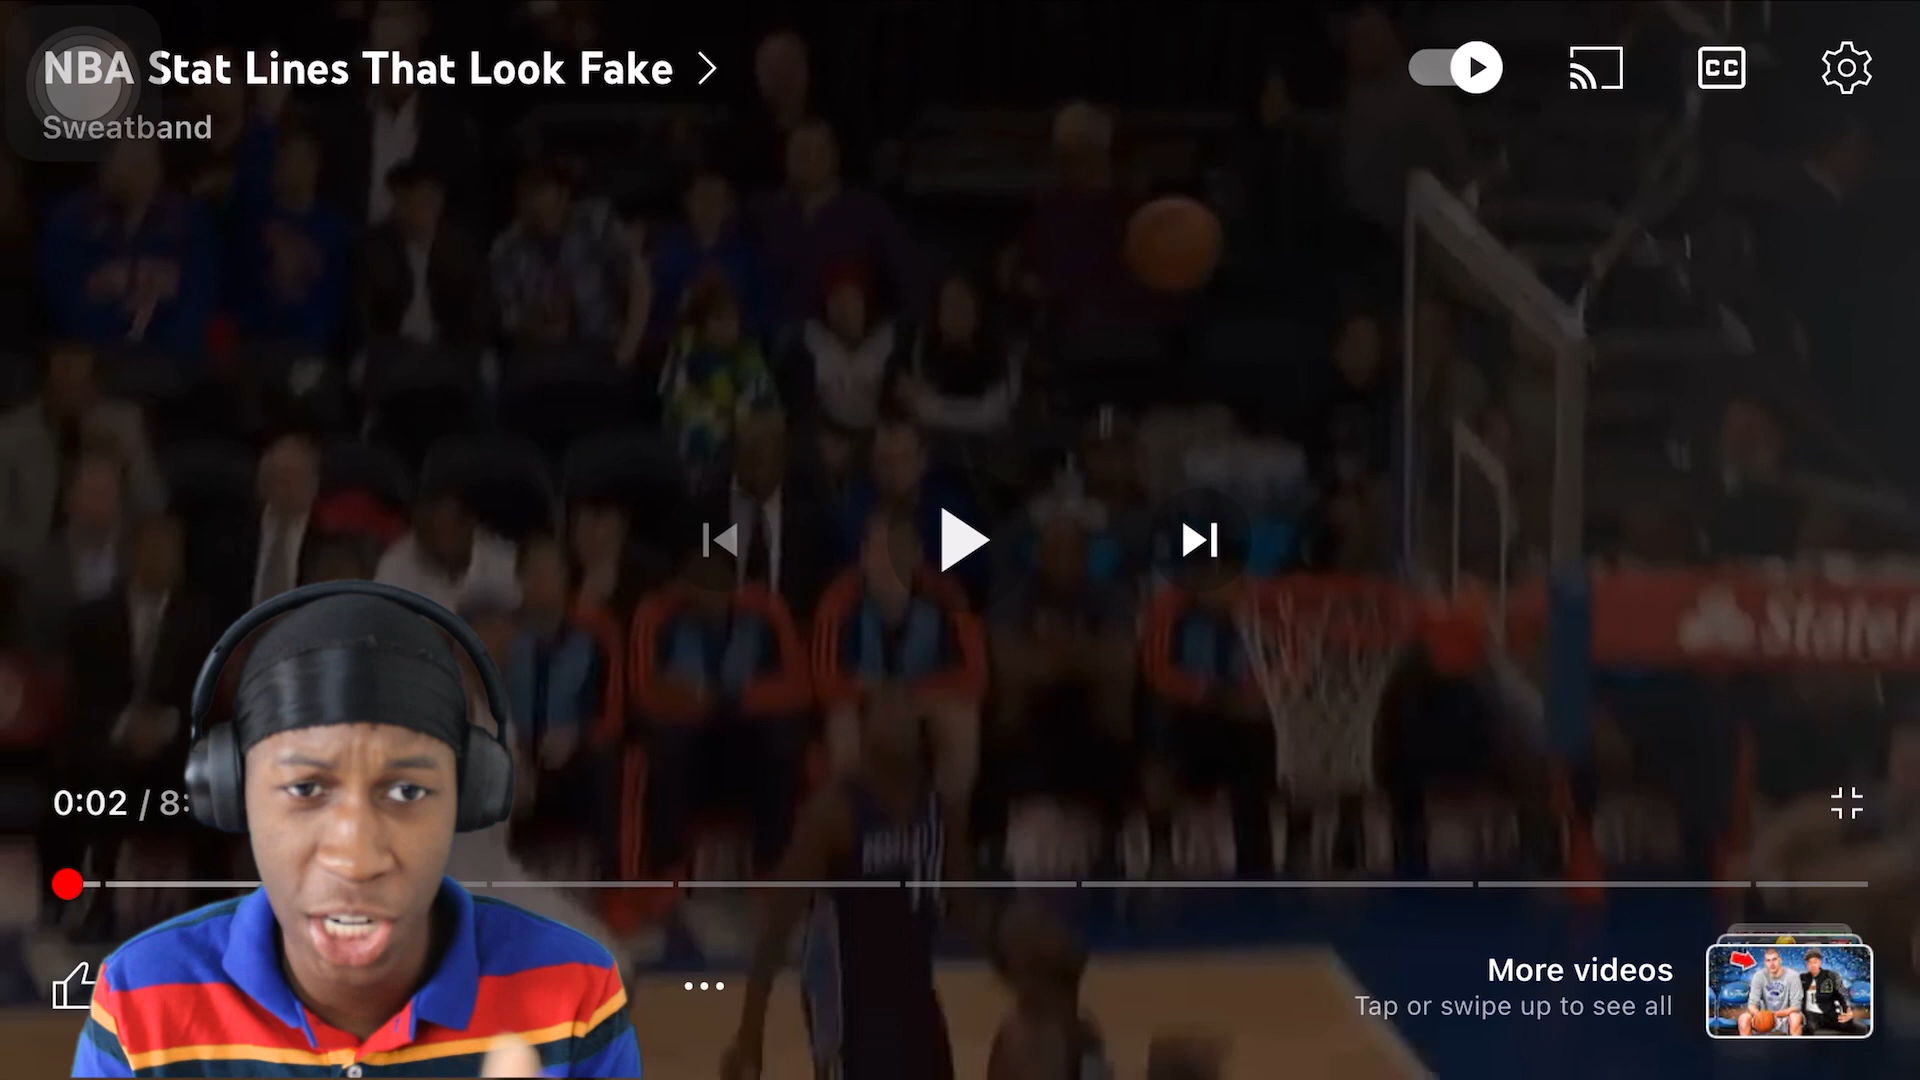 NBA Stat Lines That Look Fake
Sweatband
CC
0:02 / 8:
More videos
Tap or swipe up to see all